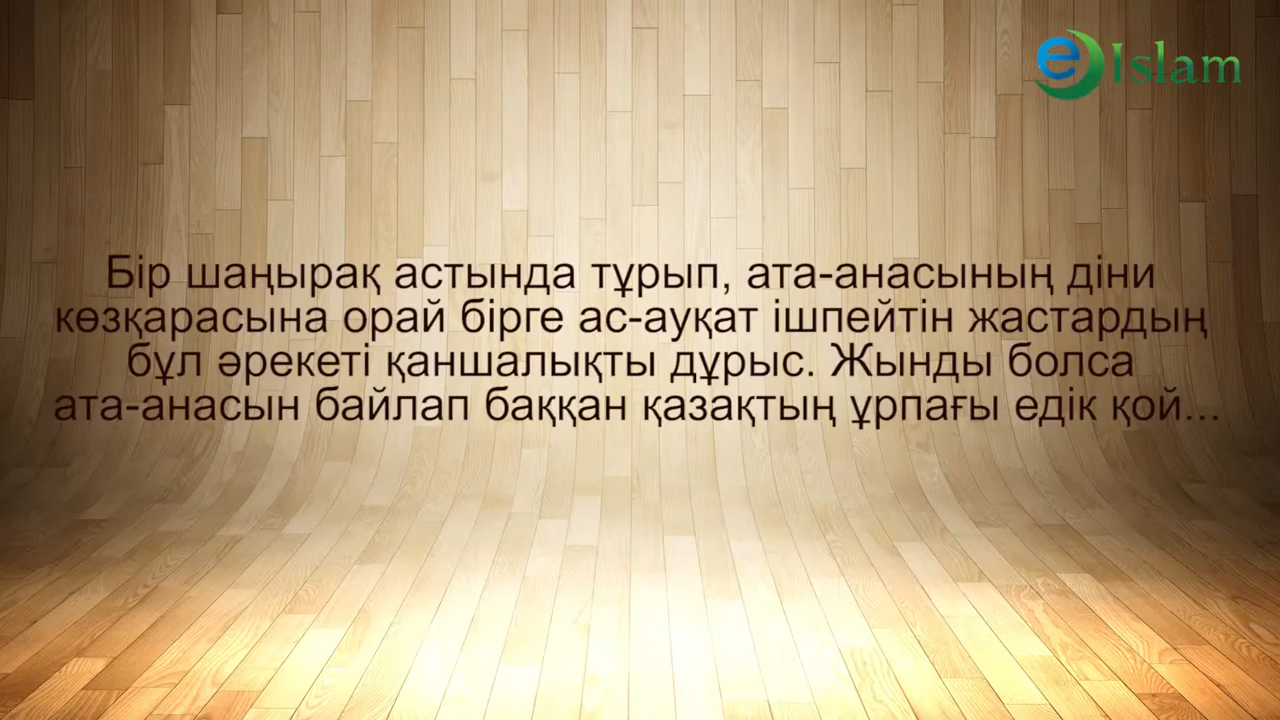 e Islam
Бір шаңырақ астында тұрып, ата-анасының діни
көзқарасына орай бірге ас-ауқат ішпейтін жастардың
бұл әрекеті қаншалықты дұрыс. Жынды болса
ата-анасын байлап баққан қазақтың ұрпағы едік қой...